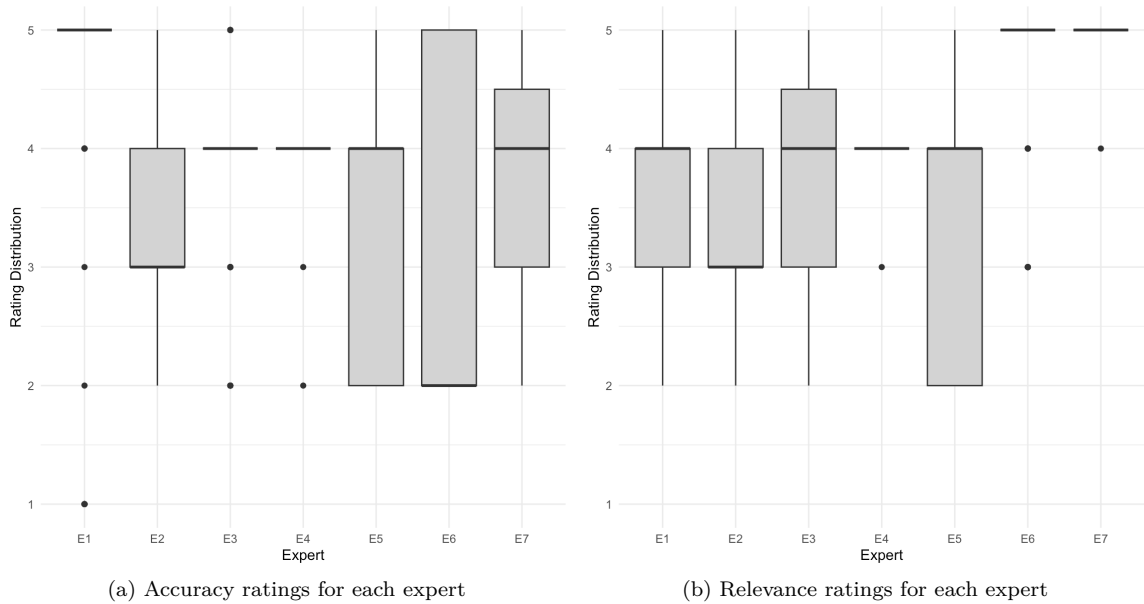 Rating Distribution
5
4
3
2
1
E1 E2 E3 E4 E5 E6 E7
Expert
(a) Accuracy ratings for each expert
Rating Distribution
5
4
3
2
1
E1 E2 E3 E4 E5 E6 E7
Expert
(b) Relevance ratings for each expert